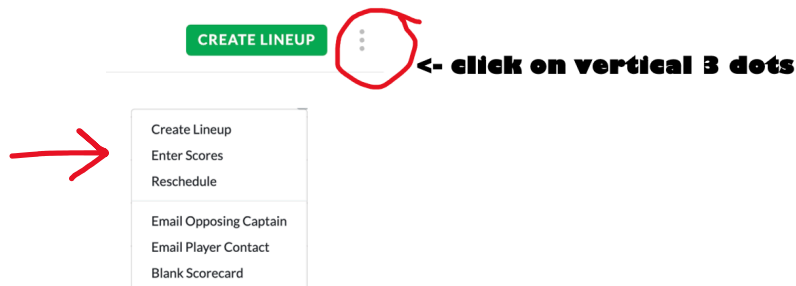 CREATE LINEUP
<- click on vertical 3 dots
Create Lineup
Enter Scores
Reschedule
Email Opposing Captain
Email Player Contact
Blank Scorecard